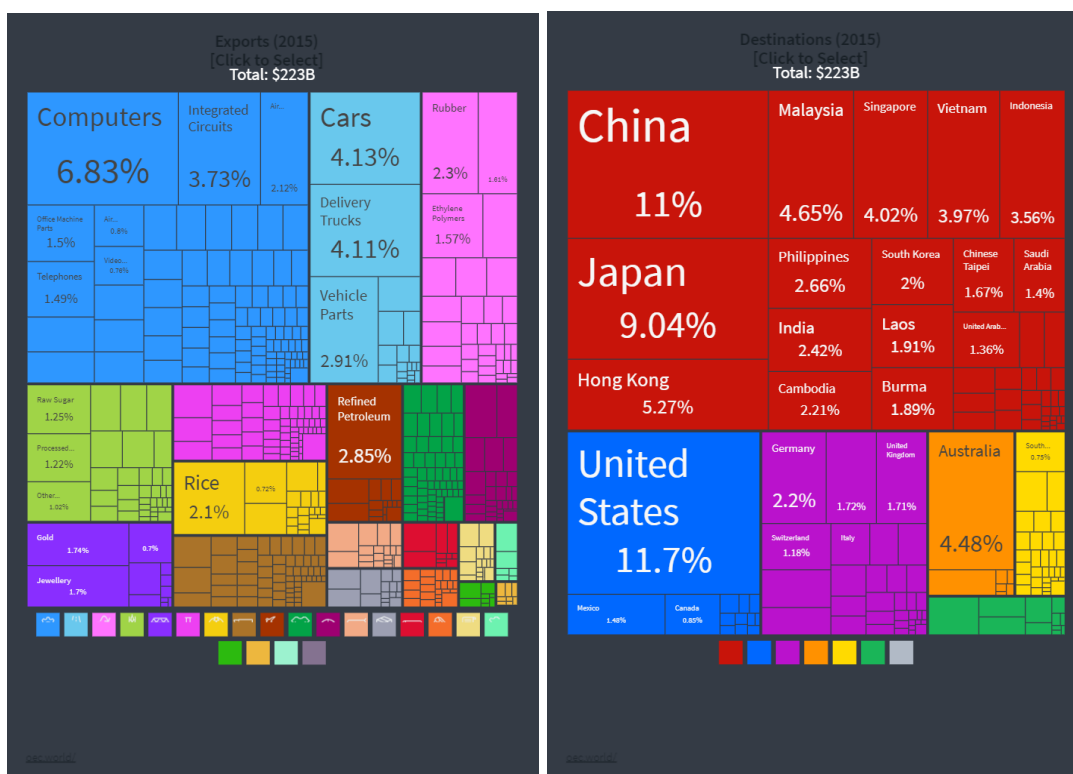 Exports (2015)
[Click to Select]
Total: $223B
Computers
6.83%
Integrated
Circuits
3.73%
Air...
2.12%
Office Machine
Parts
1.5%
Air...
0.8%
Video...
0.76%
Telephones
1.49%
Cars
4.13%
Delivery
Trucks
4.11%
Vehicle
Parts
2.91%
Rubber
2.3%
1.61%
Ethylene
Polymers
1.57%
Raw Sugar
1.25%
Processed...
1.22%
Other...
1.02%
Rice
2.1%
0.72%
Refined
Petroleum
2.85%
Gold
1.74%
0.7%
Jewellery
1.7%
oec.world/
Destinations (2015)
[Click to Select]
Total: $223B
China
11%
Malaysia
4.65%
Singapore
4.02%
Vietnam
3.97%
Indonesia
3.56%
Japan
9.04%
Hong Kong
5.27%
Philippines
2.66%
South Korea
2%
Chinese
Taipei
1.67%
Saudi
Arabia
1.4%
India
2.42%
Laos
1.91%
United Arab...
1.36%
Cambodia
2.21%
Burma
1.89%
United
States
11.7%
Mexico
1.48%
Canada
0.85%
Germany
2.2%
1.72%
United
Kingdom
1.71%
Switzerland
1.18%
Italy
Australia
4.48%
South...
0.75%
oec.world/